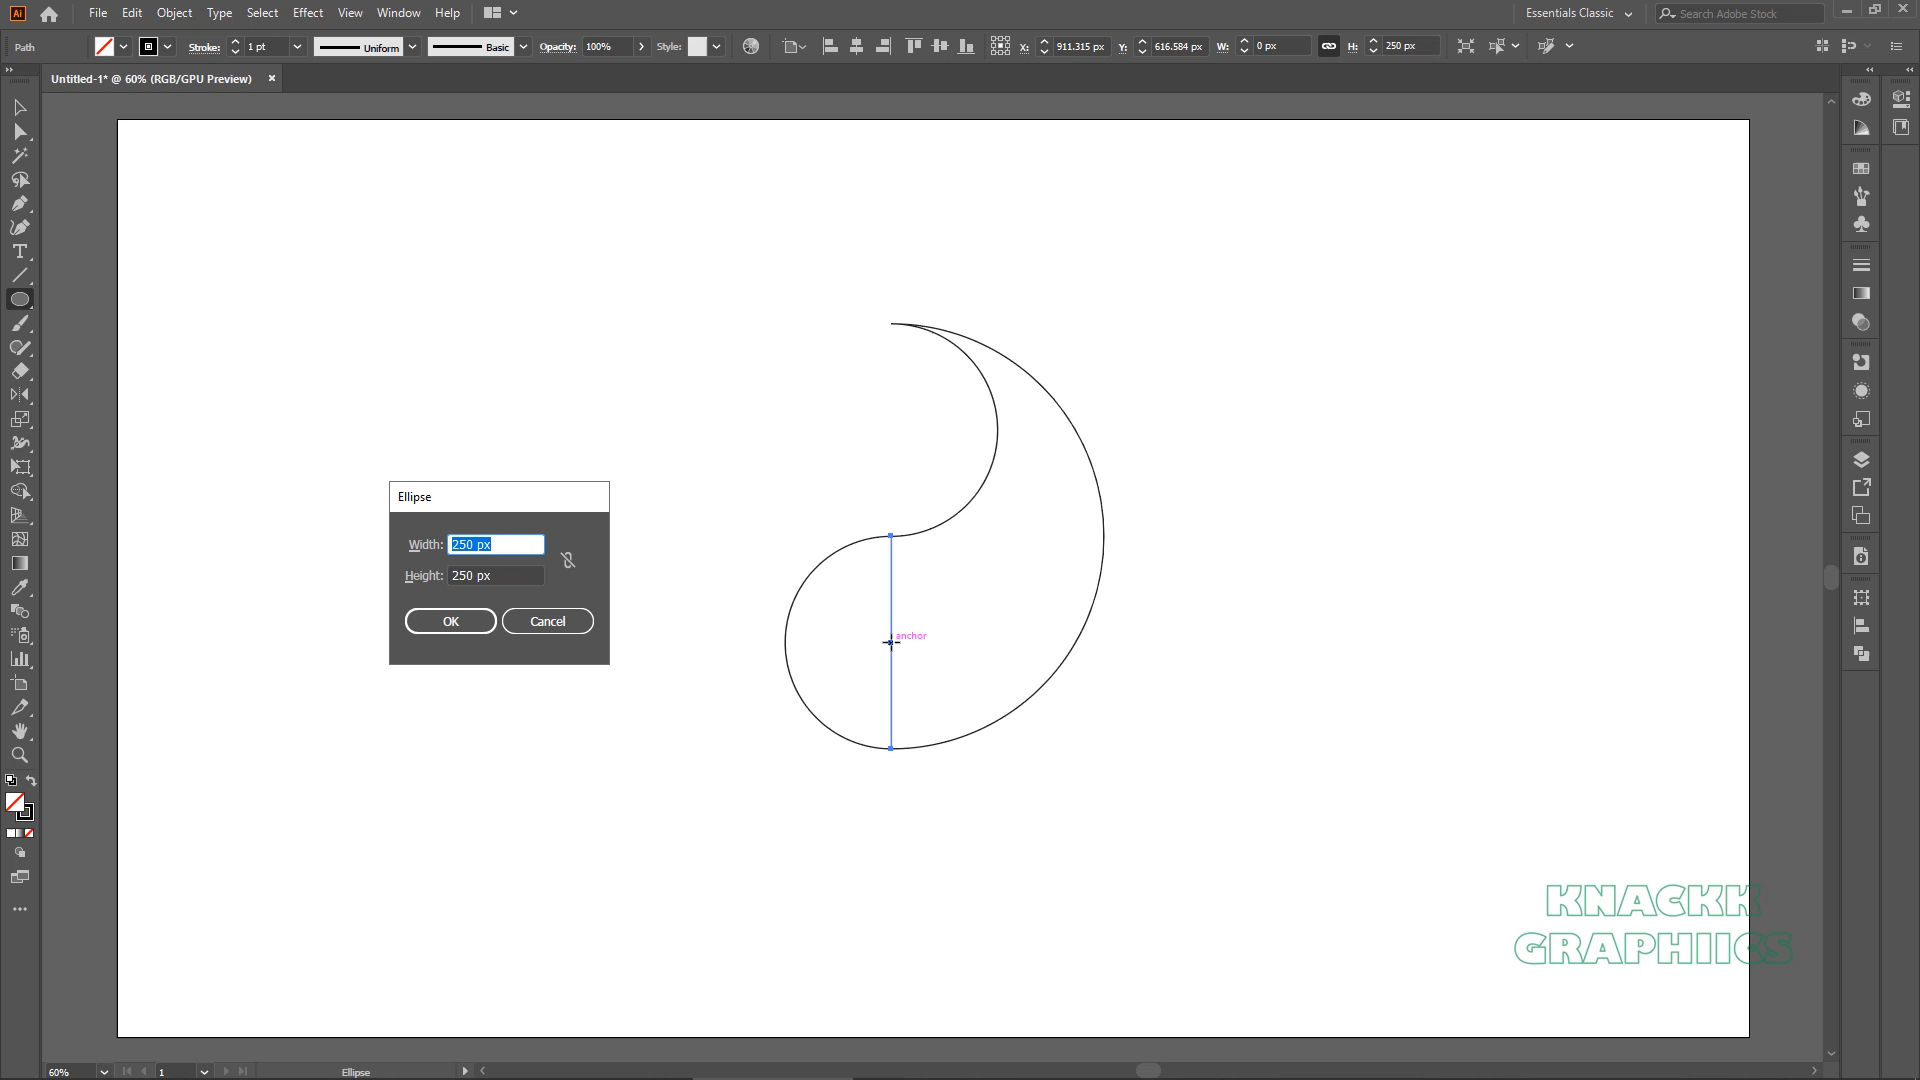 Ai File Edit Object Type Select Effect View Window Help Essentials Classic Search Adobe Stock
Path Stroke: 1 pt Uniform Basic Opacity: 100% Style: X: 911.315 px Y: 616.584 px W: 0 px H: 250 px
Untitled-1* @ 60% (RGB/GPU Preview) ×
Ellipse
Width: 250 px
Height: 250 px
OK Cancel
anchor
KNACKK
GRAPHIICS
60% 1 Ellipse